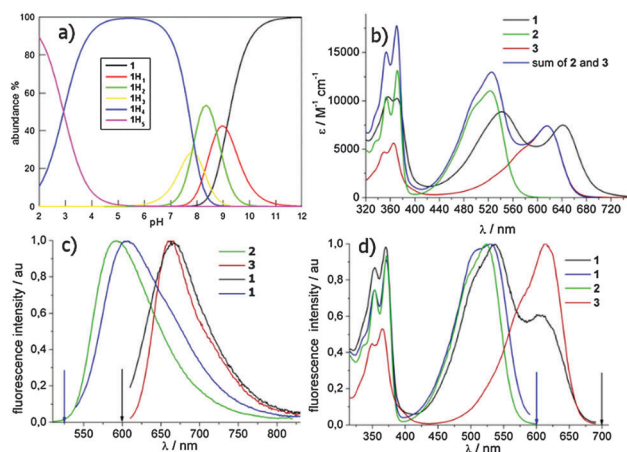 a)
abundance %
100
80
60
40
20
0
1
1H₁
1H₂
1H₃
1H₄
1H₅
2 3 4 5 6 7 8 9 10 11 12
pH
b)
ε / M⁻¹ cm⁻¹
15000
10000
5000
0
1
2
3
sum of 2 and 3
320 360 400 440 480 520 560 600 640 680 720
λ / nm
c)
fluorescence intensity / au
1,0
0,8
0,6
0,4
0,2
0,0
2
3
1
1
550 600 650 700 750 800
λ / nm
d)
fluorescence intensity / au
1,0
0,8
0,6
0,4
0,2
0,0
1
1
2
3
350 400 450 500 550 600 650 700
λ / nm